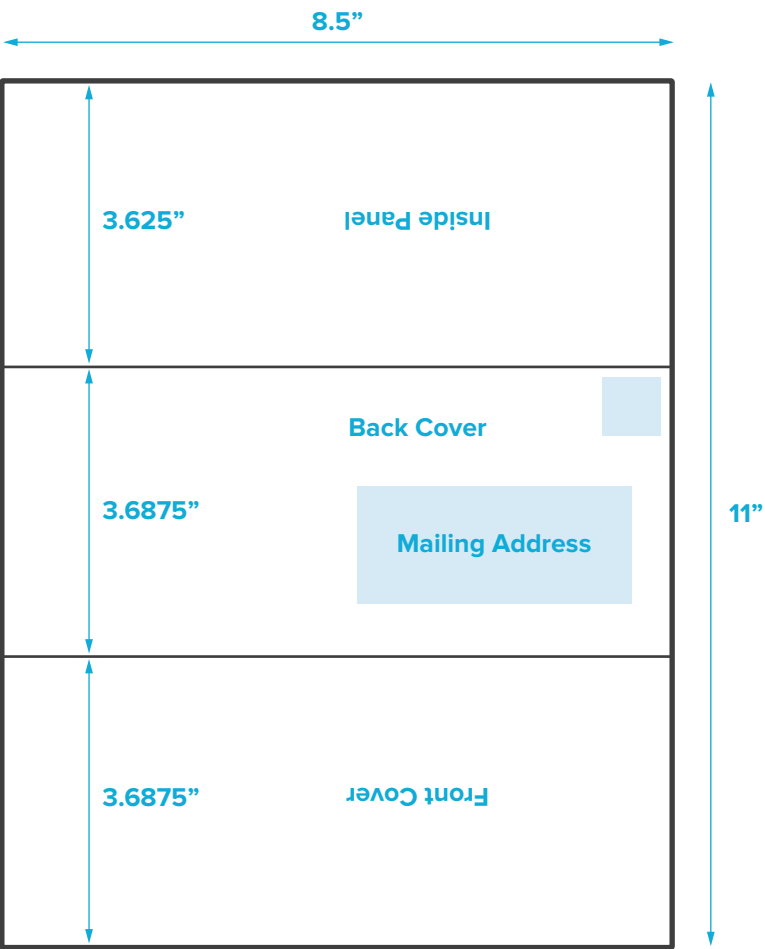 8.5”
3.625”
Inside Panel
Back Cover
3.6875”
11”
Mailing Address
3.6875”
Front Cover